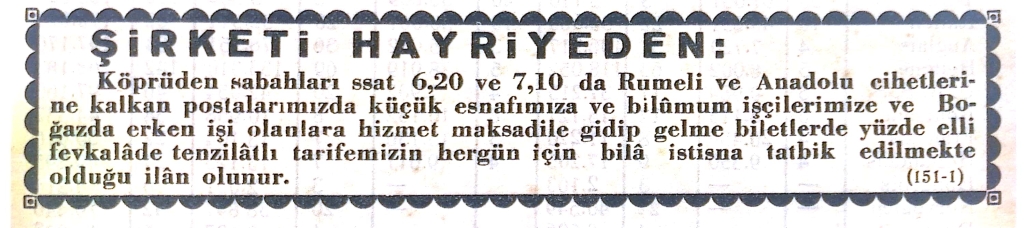 ŞİRKETİ HAYRİYEDEN:
Köprüden sabahları ssat 6,20 ve 7,10 da Rumeli ve Anadolu cihetleri-
ne kalkan postalarımızda küçük esnafımıza ve bilûmum işçilerimize ve Bo-
ğazda erken işi olanlara hizmet maksadile gidip gelme biletlerde yüzde elli
fevkalâde tenzilâtlı tarifemizin hergün için bilâ istisna tatbik edilmekte
olduğu ilân olunur. (151-1)